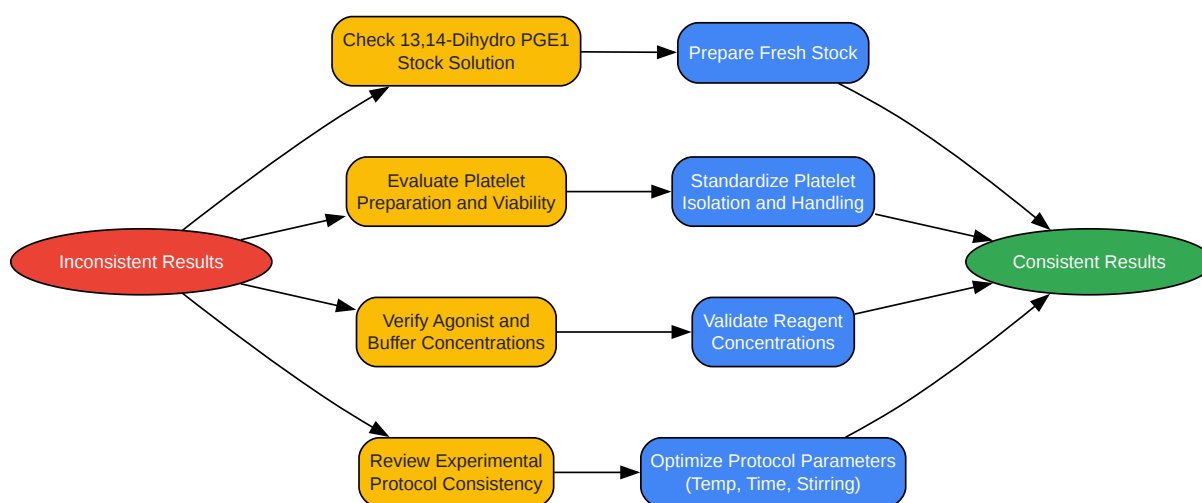 Check 13,14-Dihydro PGE1
Stock Solution
Prepare Fresh Stock
Evaluate Platelet
Preparation and Viability
Standardize Platelet
Isolation and Handling
Inconsistent Results
Consistent Results
Verify Agonist and
Buffer Concentrations
Validate Reagent
Concentrations
Review Experimental
Protocol Consistency
Optimize Protocol Parameters
(Temp, Time, Stirring)